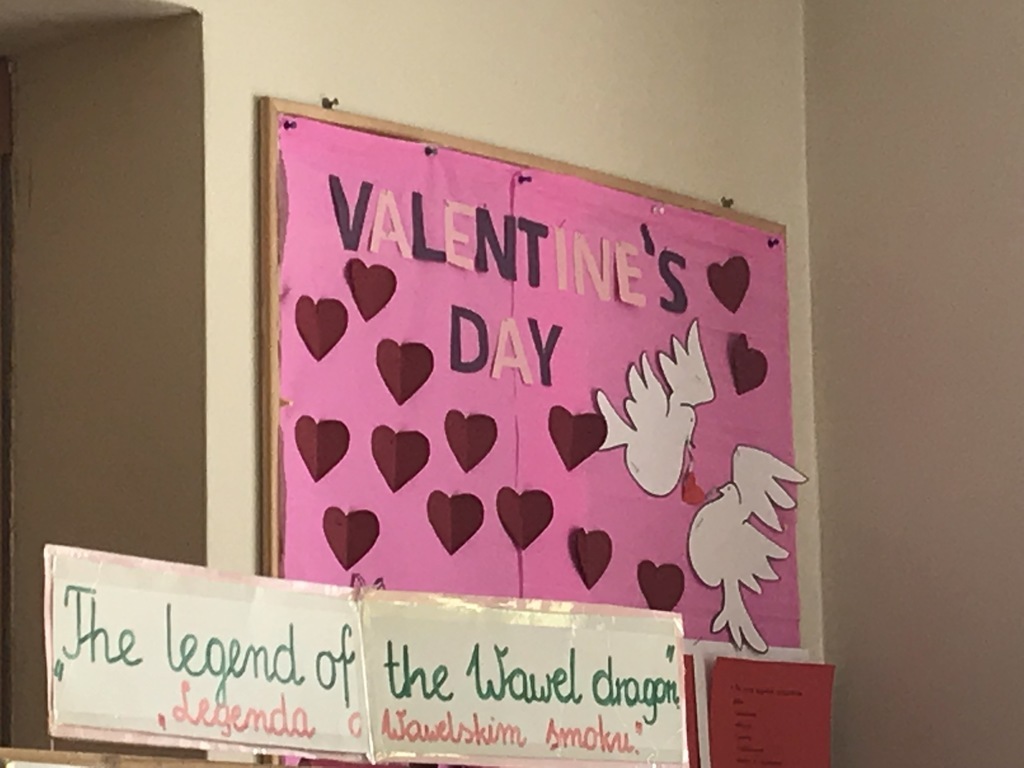 VALENTINE'S
DAY
„The legend of the Wawel dragon”
„Legenda o Wawelskim smoku.”